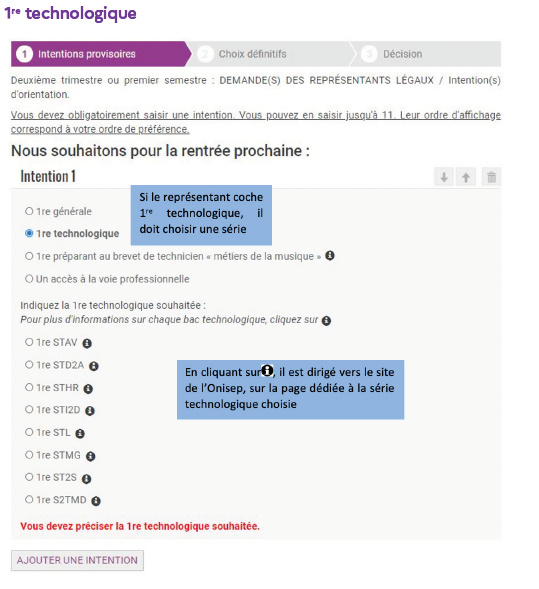 1re technologique
1 Intentions provisoires
2 Choix définitifs
3 Décision
Deuxième trimestre ou premier semestre : DEMANDE(S) DES REPRÉSENTANTS LÉGAUX / Intention(s)
d'orientation.
Vous devez obligatoirement saisir une intention. Vous pouvez en saisir jusqu'à 11. Leur ordre d'affichage
correspond à votre ordre de préférence.
Nous souhaitons pour la rentrée prochaine :
Intention 1
Si le représentant coche
1re technologique, il
doit choisir une série
1re générale
1re technologique
1re préparant au brevet de technicien « métiers de la musique »
Un accès à la voie professionnelle
Indiquez la 1re technologique souhaitée :
Pour plus d'informations sur chaque bac technologique, cliquez sur
1re STAV
1re STD2A
En cliquant sur, il est dirigé vers le site
de l'Onisep, sur la page dédiée à la série
technologique choisie
1re STHR
1re STI2D
1re STL
1re STMG
1re ST2S
1re S2TMD
Vous devez préciser la 1re technologique souhaitée.
AJOUTER UNE INTENTION